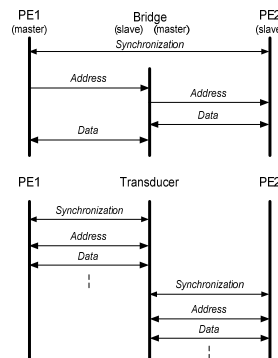 PE1 Bridge PE2
(master) (slave) (master) (slave
Synchronization
Address
Address
Data
Data
PE1 Transducer PE2
Synchronization
Address
Data
Synchronization
Address
Data